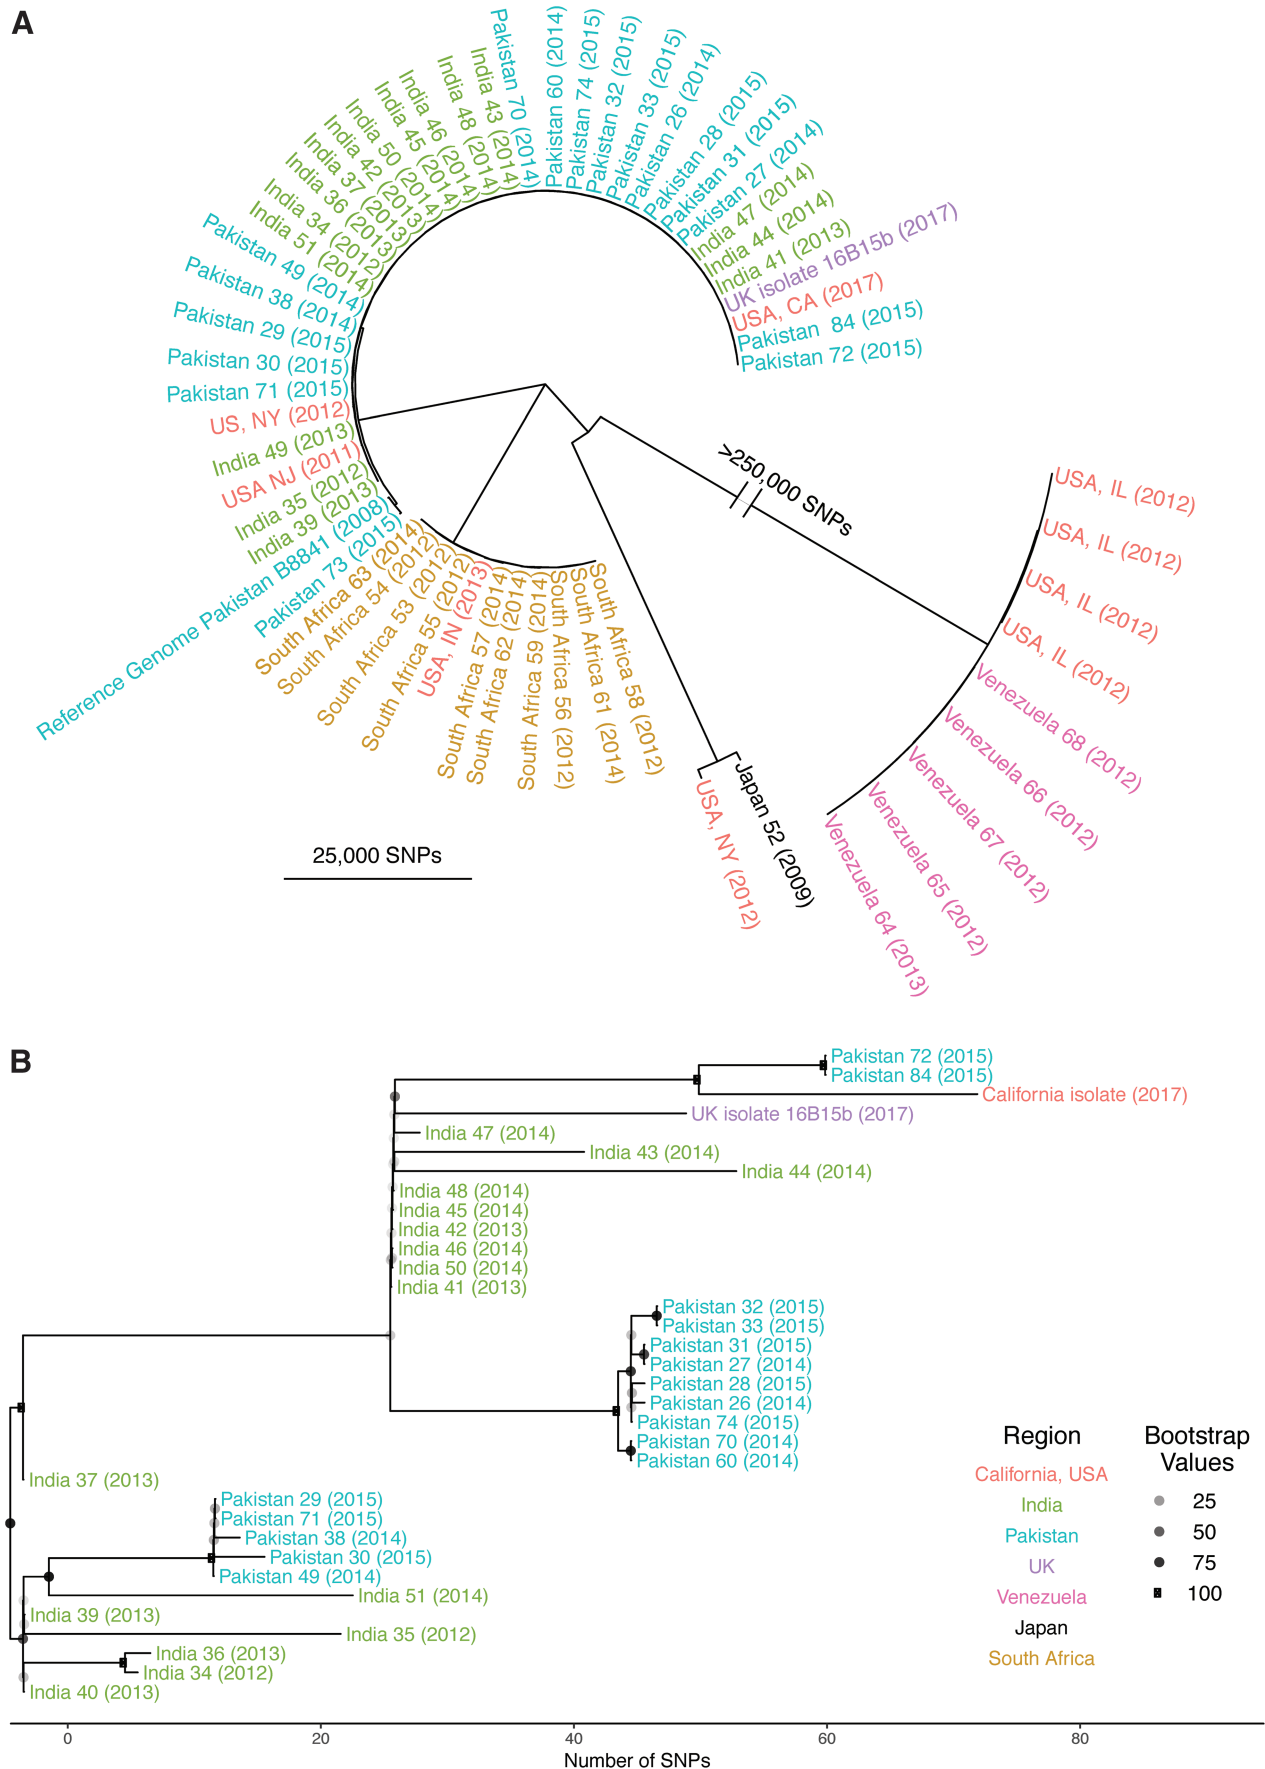 A
Pakistan 70 (2014)
Pakistan 60 (2014)
Pakistan 74 (2015)
Pakistan 32 (2015)
Pakistan 33 (2015)
Pakistan 26 (2014)
Pakistan 28 (2015)
Pakistan 31 (2015)
Pakistan 27 (2014)
India 47 (2014)
India 44 (2014)
India 41 (2013)
UK isolate 16B15b (2017)
USA, CA (2017)
Pakistan 84 (2015)
Pakistan 72 (2015)
India 43 (2014)
India 48 (2014)
India 46 (2014)
India 45 (2014)
India 50 (2014)
India 42 (2013)
India 37 (2013)
India 36 (2013)
India 34 (2012)
India 51 (2014)
Pakistan 49 (2014)
Pakistan 38 (2014)
Pakistan 29 (2015)
Pakistan 30 (2015)
Pakistan 71 (2015)
US, NY (2012)
India 49 (2013)
USA NJ (2011)
India 35 (2012)
India 39 (2013)
Reference Genome Pakistan B8841 (2008)
Pakistan 73 (2015)
South Africa 63 (2014)
South Africa 54 (2012)
South Africa 53 (2012)
South Africa 55 (2012)
USA, IN (2013)
South Africa 57 (2014)
South Africa 62 (2014)
South Africa 59 (2014)
South Africa 56 (2012)
South Africa 61 (2014)
South Africa 58 (2012)
>250,000 SNPs
USA, IL (2012)
USA, IL (2012)
USA, IL (2012)
USA, IL (2012)
Venezuela 68 (2012)
Venezuela 66 (2012)
Venezuela 67 (2012)
Venezuela 65 (2012)
Venezuela 64 (2013)
Japan 52 (2009)
USA, NY (2012)
25,000 SNPs
B
Pakistan 72 (2015)
Pakistan 84 (2015)
California isolate (2017)
UK isolate 16B15b (2017)
India 47 (2014)
India 43 (2014)
India 44 (2014)
India 48 (2014)
India 45 (2014)
India 42 (2013)
India 46 (2014)
India 50 (2014)
India 41 (2013)
Pakistan 32 (2015)
Pakistan 33 (2015)
Pakistan 31 (2015)
Pakistan 27 (2014)
Pakistan 28 (2015)
Pakistan 26 (2014)
Pakistan 74 (2015)
Pakistan 70 (2014)
Pakistan 60 (2014)
India 37 (2013)
Pakistan 29 (2015)
Pakistan 71 (2015)
Pakistan 38 (2014)
Pakistan 30 (2015)
Pakistan 49 (2014)
India 51 (2014)
India 39 (2013)
India 35 (2012)
India 36 (2013)
India 34 (2012)
India 40 (2013)
Region
California, USA
India
Pakistan
UK
Venezuela
Japan
South Africa
Bootstrap
Values
25
50
75
100
0 20 40 60 80
Number of SNPs